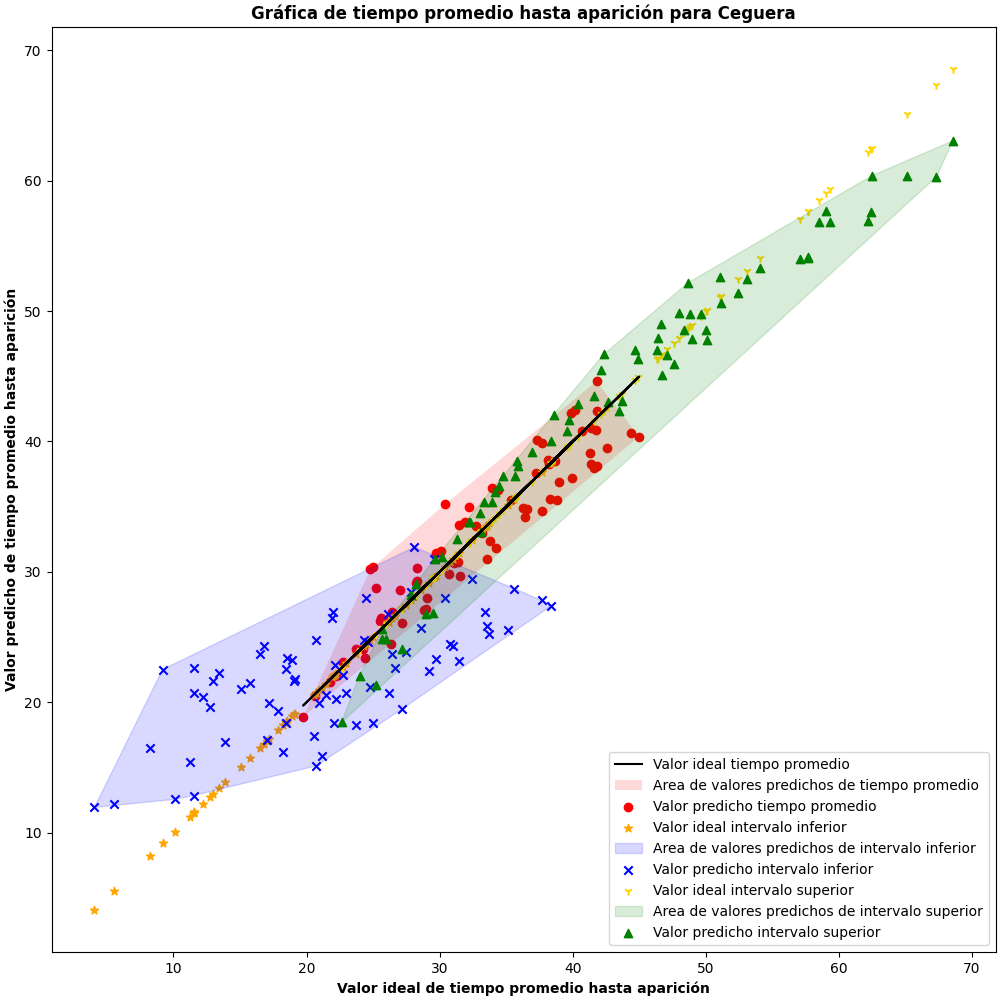 Gráfica de tiempo promedio hasta aparición para Ceguera
Valor predicho de tiempo promedio hasta aparición
70
60
50
40
30
20
10
Valor ideal tiempo promedio
Area de valores predichos de tiempo promedio
Valor predicho tiempo promedio
Valor ideal intervalo inferior
Area de valores predichos de intervalo inferior
Valor predicho intervalo inferior
Valor ideal intervalo superior
Area de valores predichos de intervalo superior
Valor predicho intervalo superior
10 20 30 40 50 60 70
Valor ideal de tiempo promedio hasta aparición